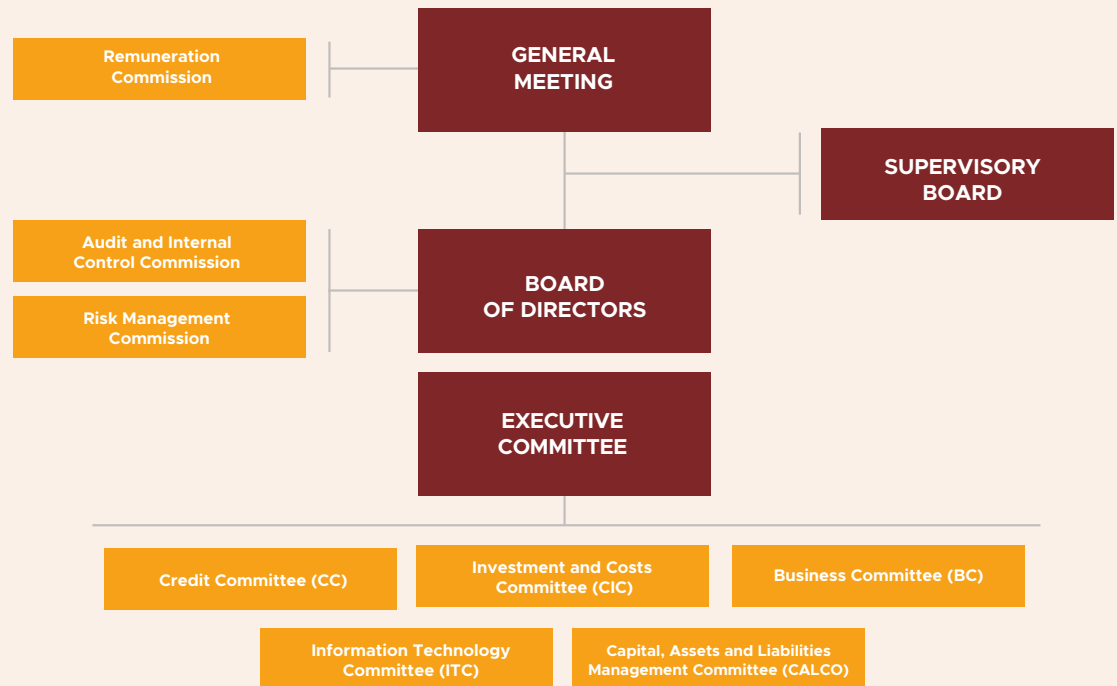 Remuneration
Commission
GENERAL
MEETING
SUPERVISORY
BOARD
Audit and Internal
Control Commission
Risk Management
Commission
BOARD
OF DIRECTORS
EXECUTIVE
COMMITTEE
Credit Committee (CC)
Investment and Costs
Committee (CIC)
Business Committee (BC)
Information Technology
Committee (ITC)
Capital, Assets and Liabilities
Management Committee (CALCO)